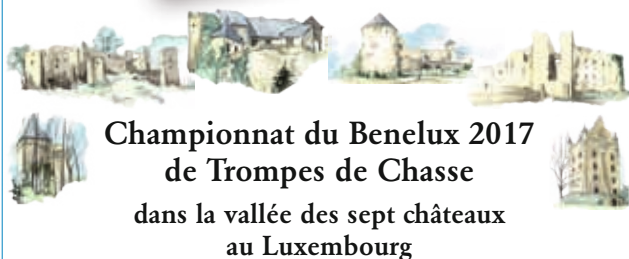 Championnat du Benelux 2017
de Trompes de Chasse
dans la vallée des sept châteaux
au Luxembourg